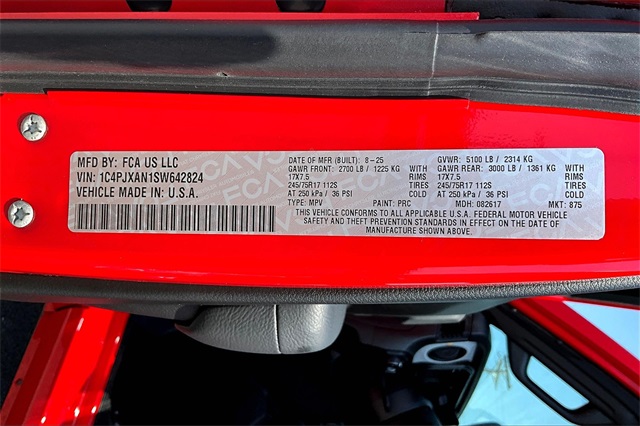 MFD BY: FCA US LLC
VIN: 1C4PJXAN1SW642824
VEHICLE MADE IN U.S.A.
DATE OF MFR (BUILT): 8-25
GVWR: 5100 LB / 2314 KG
GAWR FRONT: 2700 LB / 1225 KG WITH
GAWR REAR: 3000 LB / 1361 KG WITH
17X7.5 RIMS
17X7.5 RIMS
245/75R17 112S TIRES
245/75R17 112S TIRES
AT 250 kPa / 36 PSI COLD
AT 250 kPa / 36 PSI COLD
TYPE: MPV PAINT: PRC MDH: 082617 MKT: 875
THIS VEHICLE CONFORMS TO ALL APPLICABLE U.S.A. FEDERAL MOTOR VEHICLE
SAFETY AND THEFT PREVENTION STANDARDS IN EFFECT ON THE DATE OF
MANUFACTURE SHOWN ABOVE.